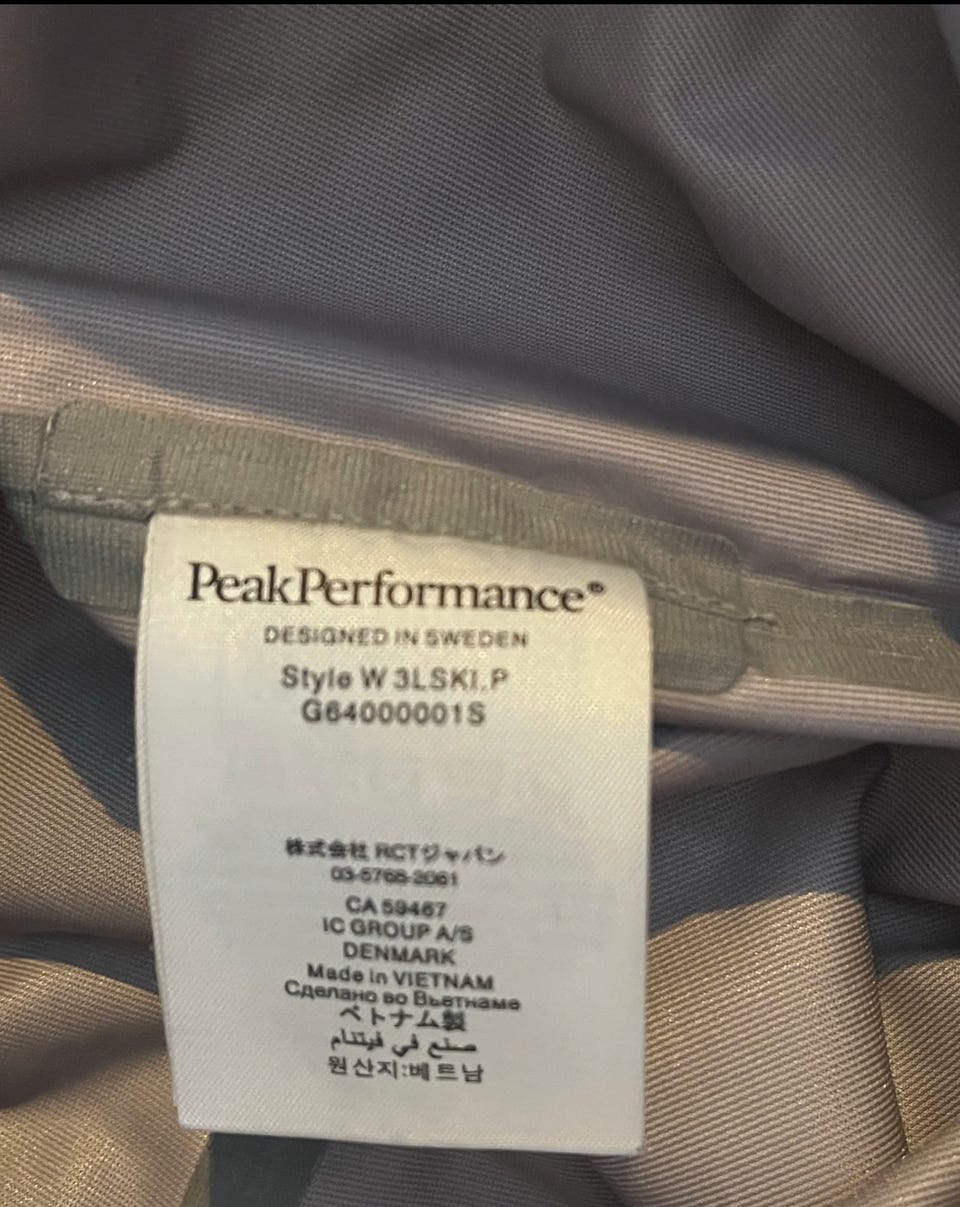 PeakPerformance®
DESIGNED IN SWEDEN
Style W 3LSKI.P
G64000001S
株式会社 RCTジャパン
03-5768-2061
CA 59467
IC GROUP A/S
DENMARK
Made in VIETNAM
Сделано во Вьетнаме
ベトナム製
صنع في فيتنام
원산지:베트남